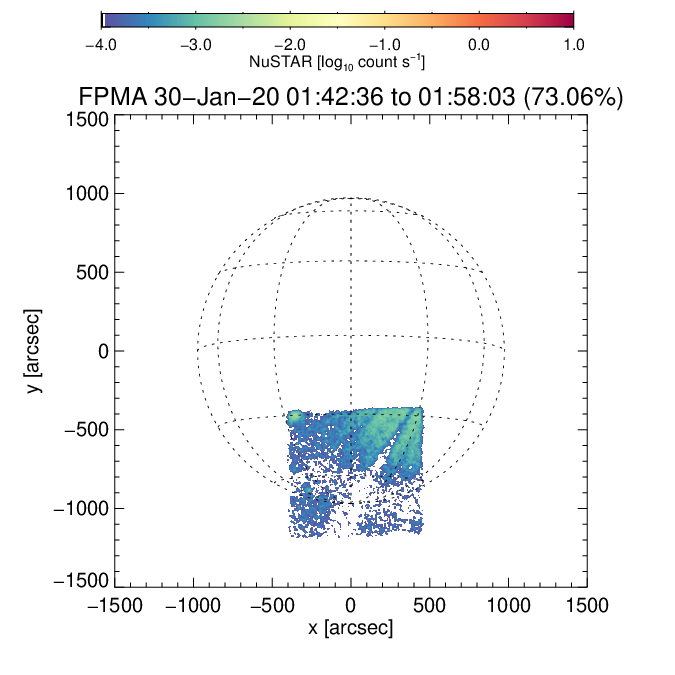 −4.0 −3.0 −2.0 −1.0 0.0 1.0
NuSTAR [log₁₀ count s⁻¹]
FPMA 30−Jan−20 01:42:36 to 01:58:03 (73.06%)
1500
1000
500
0
−500
−1000
−1500
y [arcsec]
−1500 −1000 −500 0 500 1000 1500
x [arcsec]